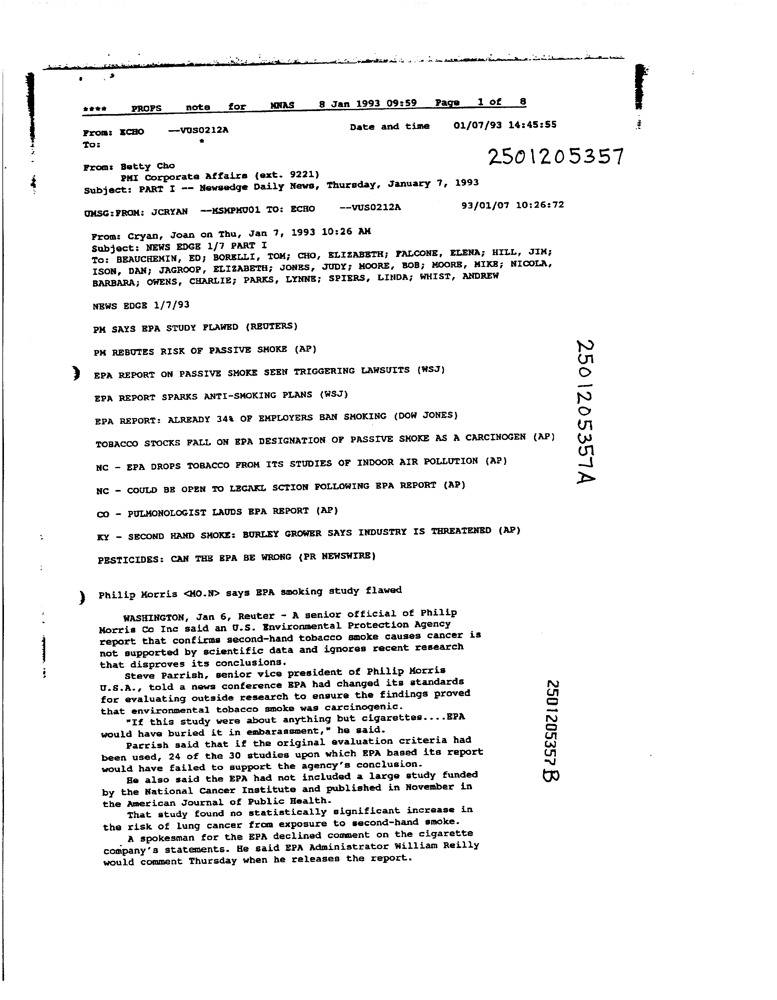 **** PROFS note for MNAS 8 Jan 1993 09:59 Page 1 of 8
From: ECHO --VUS0212A Date and time 01/07/93 14:45:55
To: *
2501205357
From: Betty Cho
PMI Corporate Affairs (ext. 9221)
Subject: PART I -- Newsedge Daily News, Thursday, January 7, 1993
UMSG:FROM: JCRYAN --MSMPMU01 TO: ECHO --VUS0212A 93/01/07 10:26:72
From: Cryan, Joan on Thu, Jan 7, 1993 10:26 AM
Subject: NEWS EDGE 1/7 PART I
To: BEAUCHEMIN, ED; BORELLI, TOM; CHO, ELIZABETH; FALCONE, ELENA; HILL, JIM;
ISON, DAN; JAGROOP, ELIZABETH; JONES, JUDY; MOORE, BOB; MOORE, MIKE; NICOLA,
BARBARA; OWENS, CHARLIE; PARKS, LYNNE; SPIERS, LINDA; WHIST, ANDREW
NEWS EDGE 1/7/93
PM SAYS EPA STUDY FLAWED (REUTERS)
PM REBUTES RISK OF PASSIVE SMOKE (AP)
EPA REPORT ON PASSIVE SMOKE SEEN TRIGGERING LAWSUITS (WSJ)
EPA REPORT SPARKS ANTI-SMOKING PLANS (WSJ)
EPA REPORT: ALREADY 34% OF EMPLOYERS BAN SMOKING (DOW JONES)
TOBACCO STOCKS FALL ON EPA DESIGNATION OF PASSIVE SMOKE AS A CARCINOGEN (AP)
NC - EPA DROPS TOBACCO FROM ITS STUDIES OF INDOOR AIR POLLUTION (AP)
NC - COULD BE OPEN TO LEGAKL SCTION FOLLOWING EPA REPORT (AP)
CO - PULMONOLOGIST LAUDS EPA REPORT (AP)
KY - SECOND HAND SMOKE: BURLEY GROWER SAYS INDUSTRY IS THREATENED (AP)
PESTICIDES: CAN THE EPA BE WRONG (PR NEWSWIRE)
2501205357A
Philip Morris <MO.N> says EPA smoking study flawed
WASHINGTON, Jan 6, Reuter - A senior official of Philip
Morris Co Inc said an U.S. Environmental Protection Agency
report that confirms second-hand tobacco smoke causes cancer is
not supported by scientific data and ignores recent research
that disproves its conclusions.
Steve Parrish, senior vice president of Philip Morris
U.S.A., told a news conference EPA had changed its standards
for evaluating outside research to ensure the findings proved
that environmental tobacco smoke was carcinogenic.
"If this study were about anything but cigarettes....EPA
would have buried it in embarassment," he said.
Parrish said that if the original evaluation criteria had
been used, 24 of the 30 studies upon which EPA based its report
would have failed to support the agency's conclusion.
He also said the EPA had not included a large study funded
by the National Cancer Institute and published in November in
the American Journal of Public Health.
That study found no statistically significant increase in
the risk of lung cancer from exposure to second-hand smoke.
A spokesman for the EPA declined comment on the cigarette
company's statements. He said EPA Administrator William Reilly
would comment Thursday when he releases the report.
2501205357 B